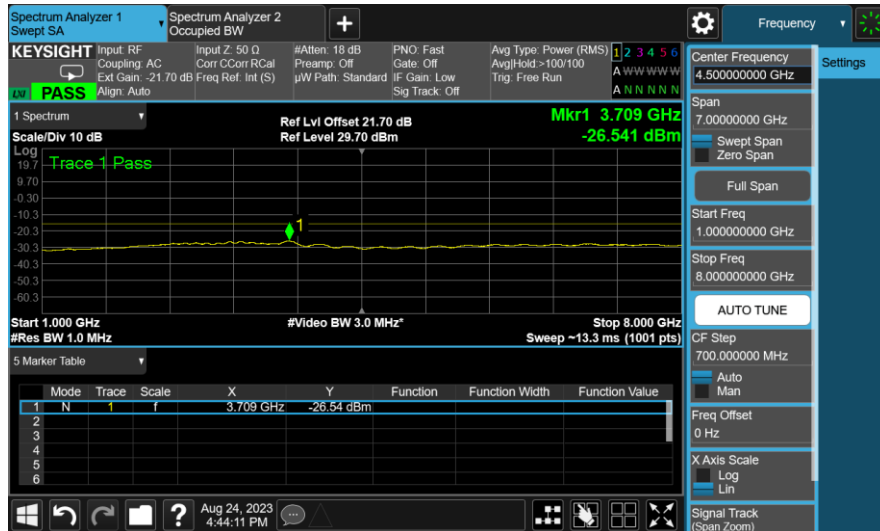 Spectrum Analyzer 1
Swept SA
Spectrum Analyzer 2
Occupied BW
+
Frequency
KEYSIGHT
Input: RF
Coupling: AC
Ext Gain: -21.70 dB
Align: Auto
Input Z: 50 Ω
Corr CCorr RCal
Freq Ref: Int (S)
#Atten: 18 dB
Preamp: Off
µW Path: Standard
PNO: Fast
Gate: Off
IF Gain: Low
Sig Track: Off
Avg Type: Power (RMS)
Avg|Hold:>100/100
Trig: Free Run
1 2 3 4 5 6
A W W W W W
A N N N N N
LXI
PASS
1 Spectrum
Scale/Div 10 dB
Ref Lvl Offset 21.70 dB
Ref Level 29.70 dBm
Mkr1 3.709 GHz
-26.541 dBm
Log
Trace 1 Pass
19.7
9.70
-0.30
-10.3
-20.3
-30.3
-40.3
-50.3
-60.3
1
Start 1.000 GHz
#Video BW 3.0 MHz*
Stop 8.000 GHz
#Res BW 1.0 MHz
Sweep ~13.3 ms (1001 pts)
5 Marker Table
Mode Trace Scale X Y Function Function Width Function Value
1 N 1 f 3.709 GHz -26.54 dBm
2
3
4
5
6
Center Frequency
4.500000000 GHz
Settings
Span
7.00000000 GHz
Swept Span
Zero Span
Full Span
Start Freq
1.000000000 GHz
Stop Freq
8.000000000 GHz
AUTO TUNE
CF Step
700.000000 MHz
Auto
Man
Freq Offset
0 Hz
X Axis Scale
Log
Lin
Signal Track
(Span Zoom)
?
Aug 24, 2023
4:44:11 PM